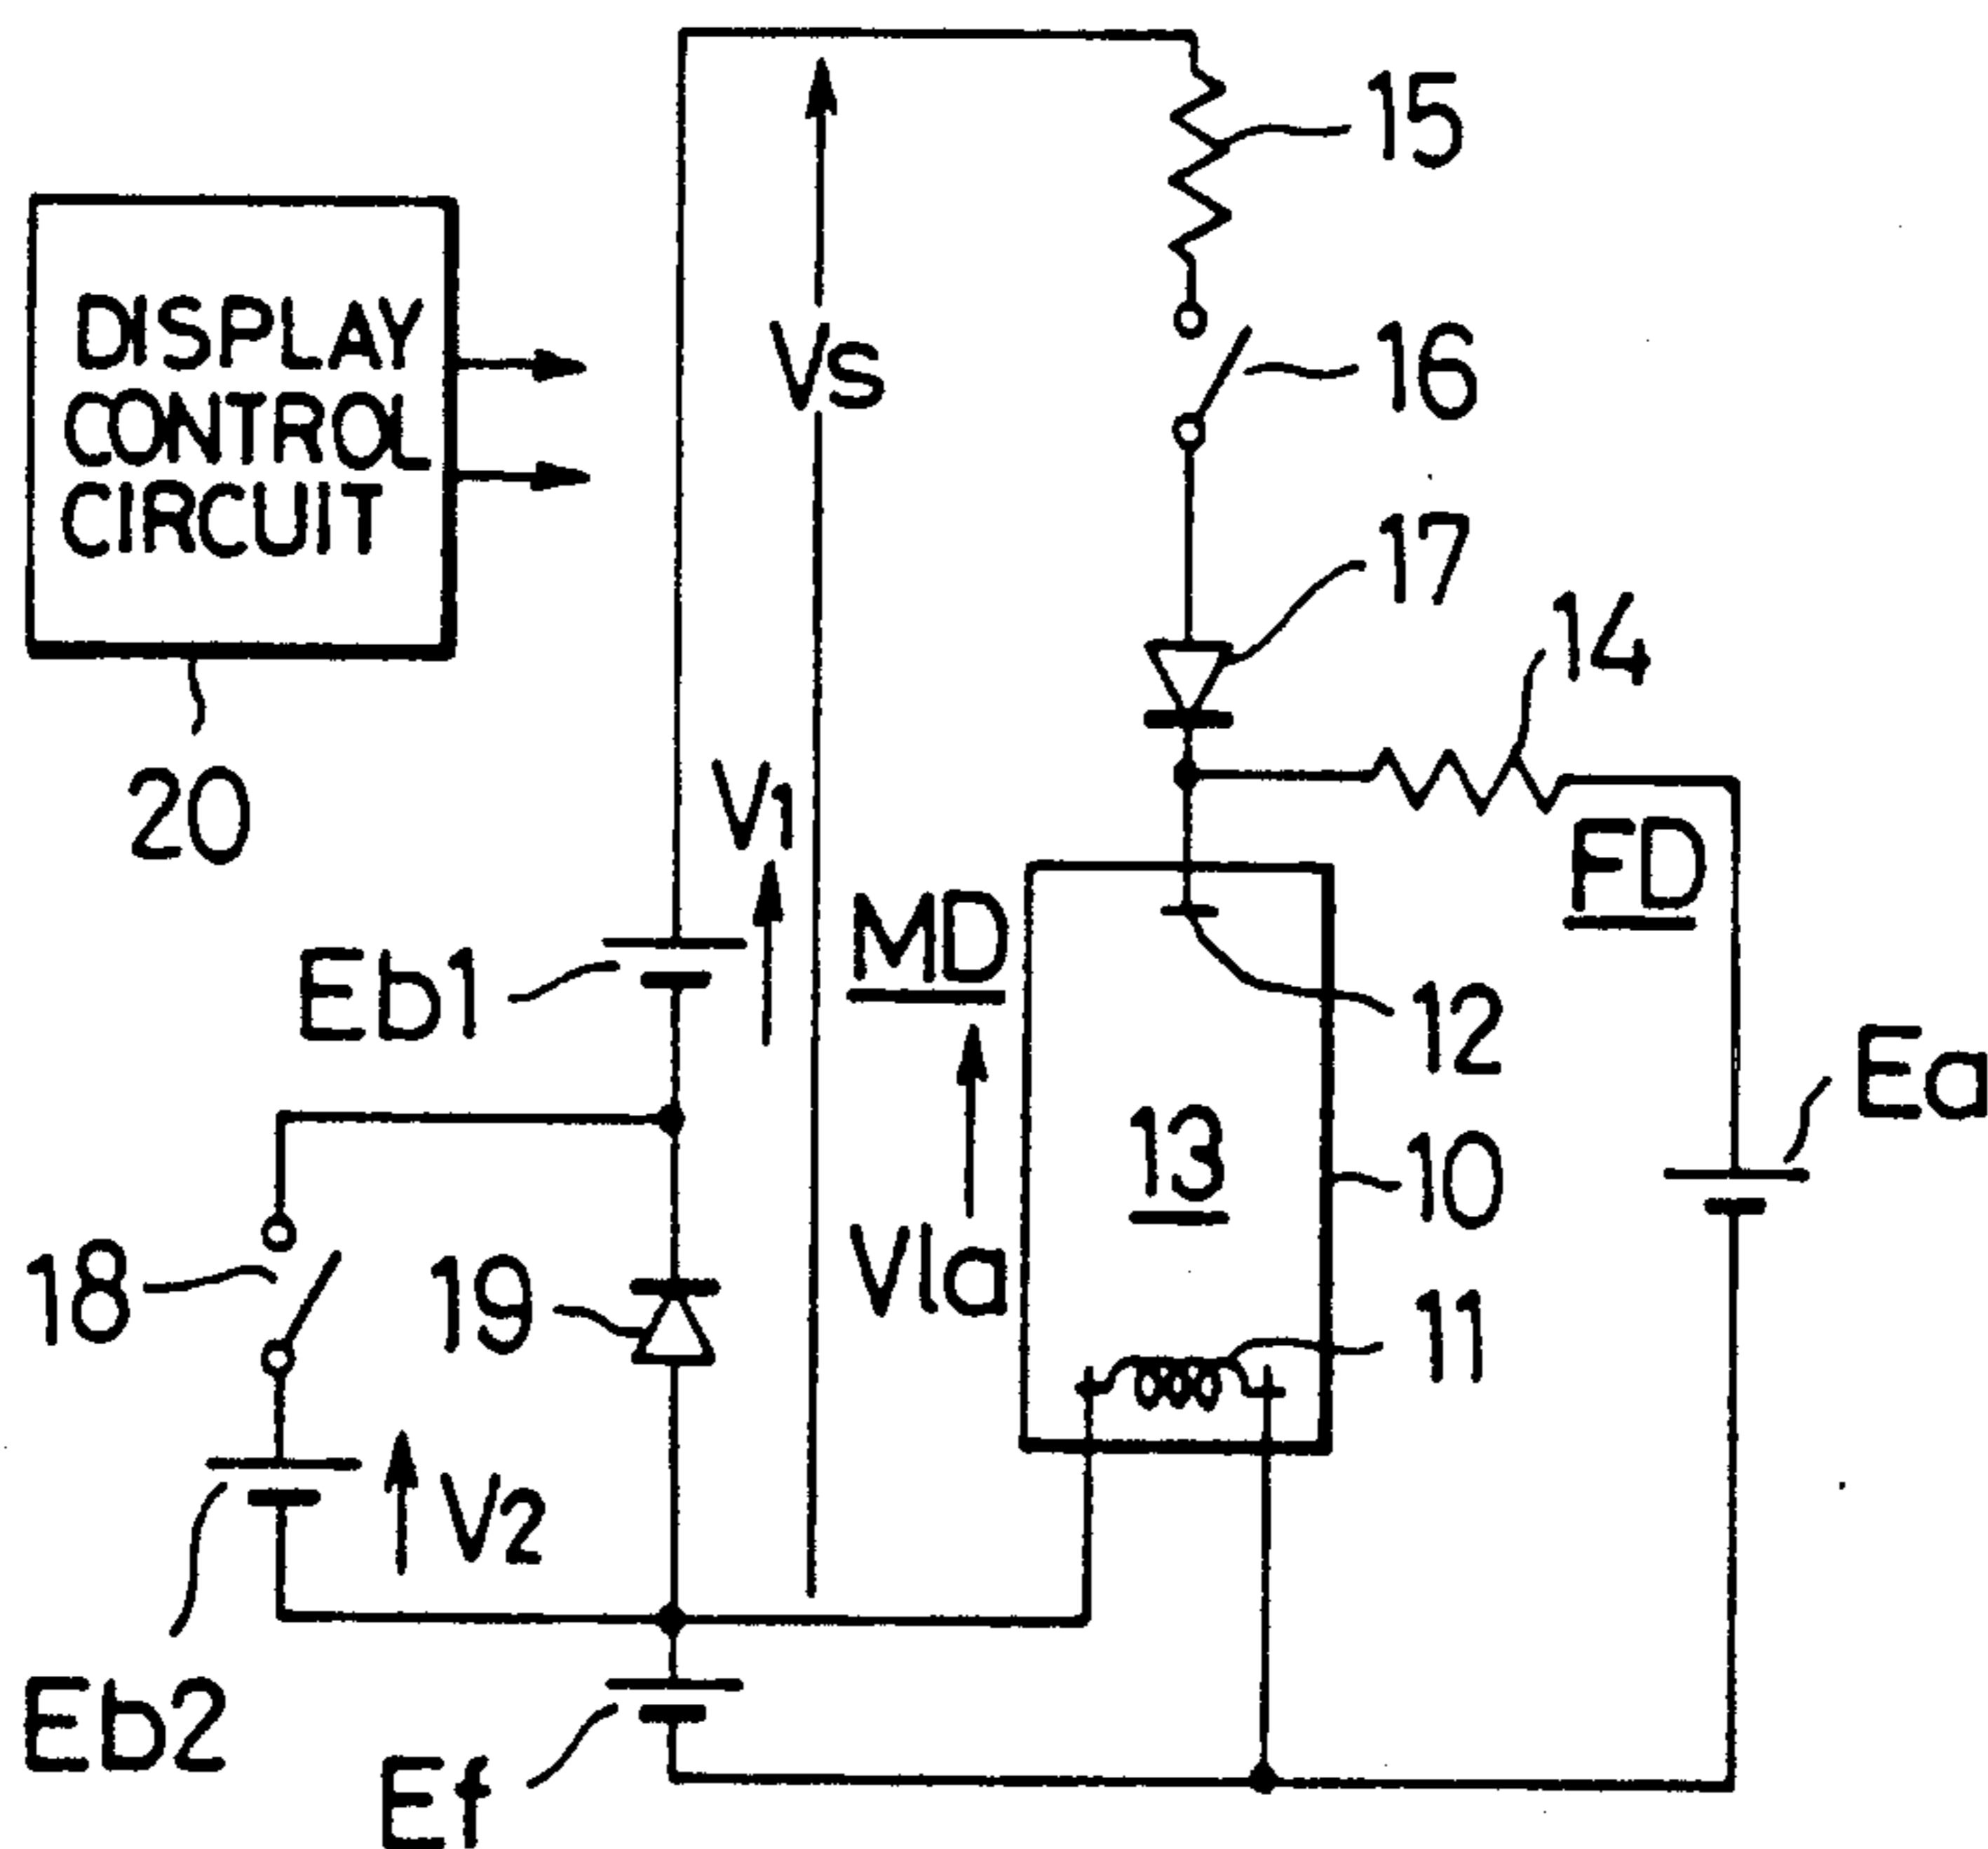 15
DISPLAY
CONTROL
CIRCUIT
Vs
16
17
14
20
V1
FD
MD
Eb1
12
Ea
13
10
18
19
Vla
11
V2
Eb2
Ef